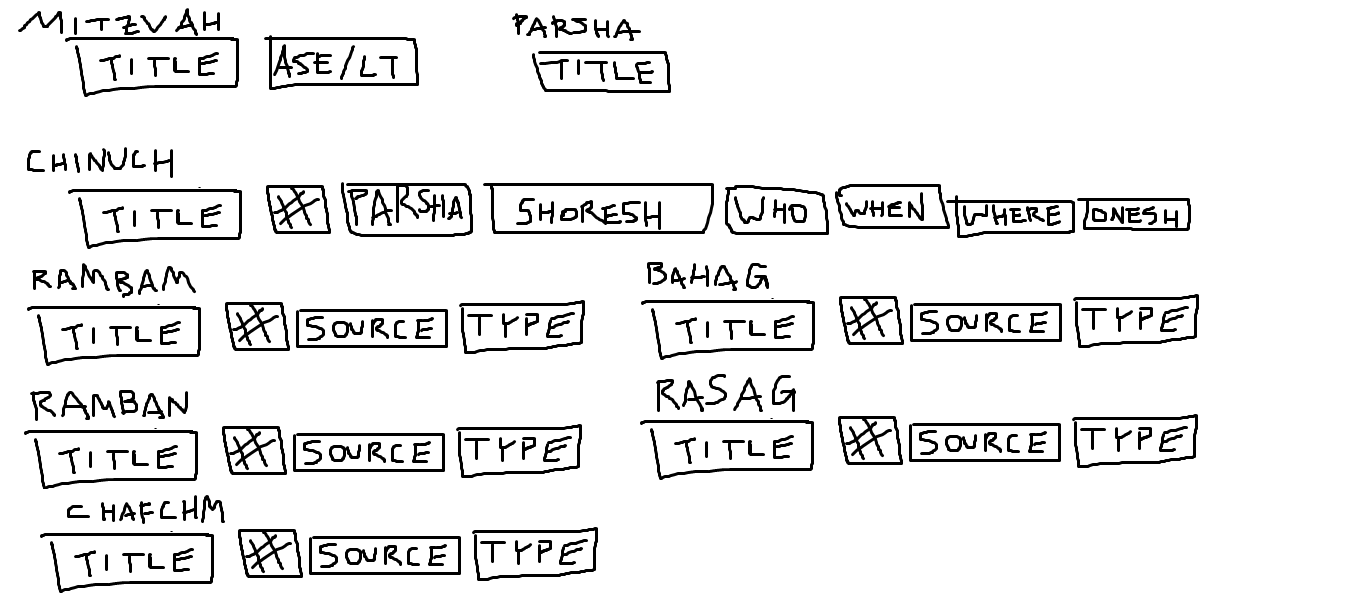 MITZVAH PARSHA
TITLE ASE/LT TITLE
CHINUCH
TITLE # PARSHA SHORESH WHO WHEN WHERE ONESH
RAMBAM BAHAG
TITLE # SOURCE TYPE TITLE # SOURCE TYPE
RAMBAN RASAG
TITLE # SOURCE TYPE TITLE # SOURCE TYPE
CHAFCHM
TITLE # SOURCE TYPE